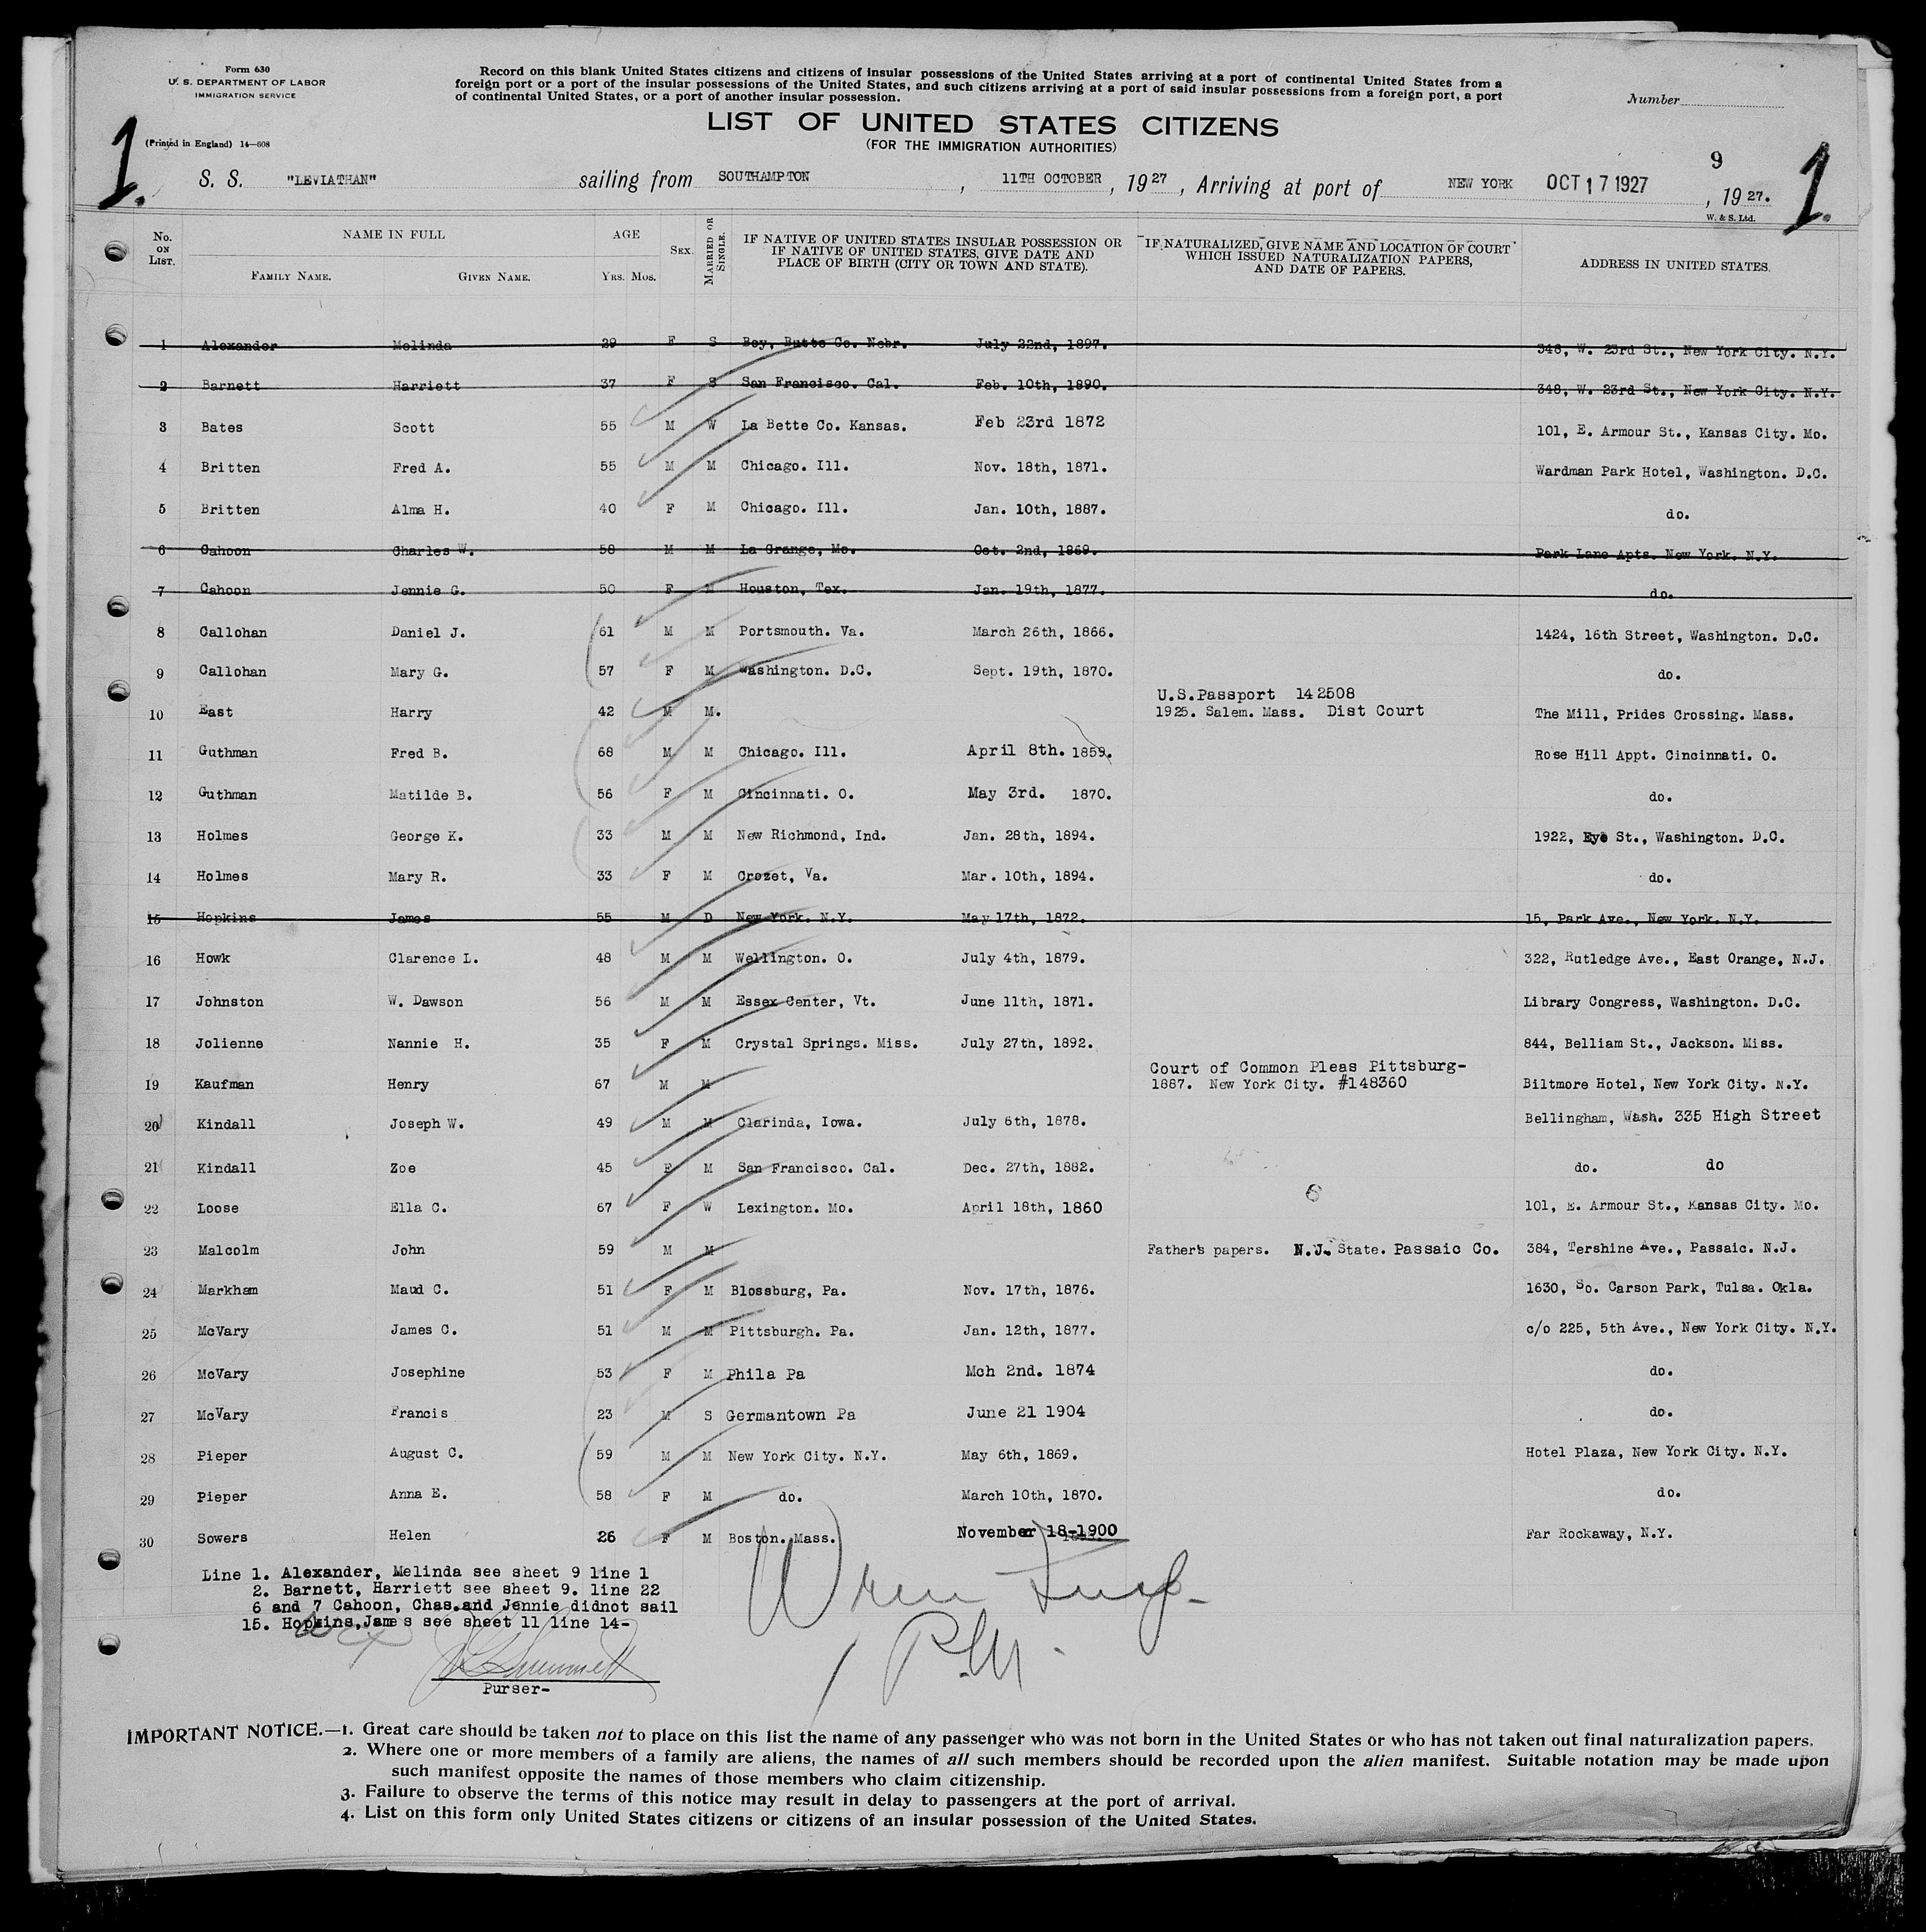 Form 630
U. S. DEPARTMENT OF LABOR
IMMIGRATION SERVICE
(Printed in England) 14—608
Record on this blank United States citizens and citizens of insular possessions of the United States arriving at a port of continental United States from a
foreign port or a port of the insular possessions of the United States, and such citizens arriving at a port of said insular possessions from a foreign port, a port
of continental United States, or a port of another insular possession.
Number
LIST OF UNITED STATES CITIZENS
(FOR THE IMMIGRATION AUTHORITIES)
1. 9 1.
S. S. "LEVIATHAN" sailing from SOUTHAMPTON, 11TH OCTOBER, 1927, Arriving at port of NEW YORK OCT 17 1927, 1927.
W. & S. Ltd.
No. ON LIST. NAME IN FULL FAMILY NAME. GIVEN NAME. AGE YRS. MOS. SEX. MARRIED OR SINGLE. IF NATIVE OF UNITED STATES INSULAR POSSESSION OR IF NATIVE OF UNITED STATES, GIVE DATE AND PLACE OF BIRTH (CITY OR TOWN AND STATE). IF NATURALIZED, GIVE NAME AND LOCATION OF COURT WHICH ISSUED NATURALIZATION PAPERS, AND DATE OF PAPERS. ADDRESS IN UNITED STATES.
1 Alexander Melinda 29 F S Boy, Butte Co. Nebr. July 22nd, 1897. 348, W. 23rd St., New York City. N.Y.
2 Barnett Harriett 37 F S San Francisco. Cal. Feb. 10th, 1890. 348, W. 23rd St., New York City. N.Y.
3 Bates Scott 55 M W La Bette Co. Kansas. Feb 23rd 1872 101, E. Armour St., Kansas City. Mo.
4 Britten Fred A. 55 M M Chicago. Ill. Nov. 18th, 1871. Wardman Park Hotel, Washington. D.C.
5 Britten Alma H. 40 F M Chicago. Ill. Jan. 10th, 1887. do.
6 Cahoon Charles W. 58 M M La Grange, Mo. Oct. 2nd, 1869. Park Lane Apts. New York. N.Y.
7 Cahoon Jennie G. 50 F M Houston, Tex. Jan. 19th, 1877. do.
8 Callohan Daniel J. 61 M M Portsmouth. Va. March 26th, 1866. 1424, 16th Street, Washington. D.C.
9 Callohan Mary G. 57 F M Washington. D.C. Sept. 19th, 1870. do.
10 East Harry 42 M M. U.S.Passport 142508 1925. Salem. Mass. Dist Court The Mill, Prides Crossing. Mass.
11 Guthman Fred B. 68 M M Chicago. Ill. April 8th. 1859. Rose Hill Appt. Cincinnati. O.
12 Guthman Matilde B. 56 F M Cincinnati. O. May 3rd. 1870. do.
13 Holmes George K. 33 M M New Richmond, Ind. Jan. 28th, 1894. 1922, Eye St., Washington. D.C.
14 Holmes Mary R. 33 F M Crozet, Va. Mar. 10th, 1894. do.
15 Hopkins James 55 M D New York. N.Y. May 17th, 1872. 15, Park Ave., New York. N.Y.
16 Howk Clarence L. 48 M M Wellington. O. July 4th, 1879. 322, Rutledge Ave., East Orange, N.J.
17 Johnston W. Dawson 56 M M Essex Center, Vt. June 11th, 1871. Library Congress, Washington. D.C.
18 Jolienne Nannie H. 35 F M Crystal Springs. Miss. July 27th, 1892. 844, Belliam St., Jackson. Miss.
19 Kaufman Henry 67 M M Court of Common Pleas Pittsburg- 1887. New York City. #148360 Biltmore Hotel, New York City. N.Y.
20 Kindall Joseph W. 49 M M Clarinda, Iowa. July 6th, 1878. Bellingham, Wash. 335 High Street
21 Kindall Zoe 45 F M San Francisco. Cal. Dec. 27th, 1882. do. do
22 Loose Ella C. 67 F W Lexington. Mo. April 18th, 1860 6 101, E. Armour St., Kansas City. Mo.
23 Malcolm John 59 M M Father's papers. N.J. State. Passaic Co. 384, Tershine Ave., Passaic. N.J.
24 Markham Maud C. 51 F M Blossburg, Pa. Nov. 17th, 1876. 1630, So. Carson Park, Tulsa. Okla.
25 McVary James C. 51 M M Pittsburgh. Pa. Jan. 12th, 1877. c/o 225, 5th Ave., New York City. N.Y.
26 McVary Josephine 53 F M Phila Pa Mch 2nd. 1874 do.
27 McVary Francis 23 M S Germantown Pa June 21 1904 do.
28 Pieper August C. 59 M M New York City. N.Y. May 6th, 1869. Hotel Plaza, New York City. N.Y.
29 Pieper Anna E. 58 F M do. March 10th, 1870. do.
30 Sowers Helen 26 F M Boston. Mass. November 18-1900 Far Rockaway, N.Y.
Line 1. Alexander, Melinda see sheet 9 line 1
2. Barnett, Harriett see sheet 9. line 22
6 and 7 Cahoon, Chas.and Jennie didnot sail
15. Hopkins,James see sheet 11 line 14-
Purser-
IMPORTANT NOTICE.—1. Great care should be taken not to place on this list the name of any passenger who was not born in the United States or who has not taken out final naturalization papers.
2. Where one or more members of a family are aliens, the names of all such members should be recorded upon the alien manifest. Suitable notation may be made upon
such manifest opposite the names of those members who claim citizenship.
3. Failure to observe the terms of this notice may result in delay to passengers at the port of arrival.
4. List on this form only United States citizens or citizens of an insular possession of the United States.